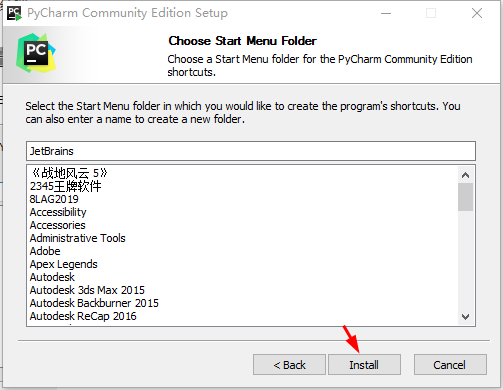 PyCharm Community Edition Setup
PC
Choose Start Menu Folder
Choose a Start Menu folder for the PyCharm Community Edition
shortcuts.
Select the Start Menu folder in which you would like to create the program's shortcuts. You
can also enter a name to create a new folder.
JetBrains
《战地风云 5》
2345王牌软件
8LAG2019
Accessibility
Accessories
Administrative Tools
Adobe
Apex Legends
Autodesk
Autodesk 3ds Max 2015
Autodesk Backburner 2015
Autodesk ReCap 2016
< Back
Install
Cancel